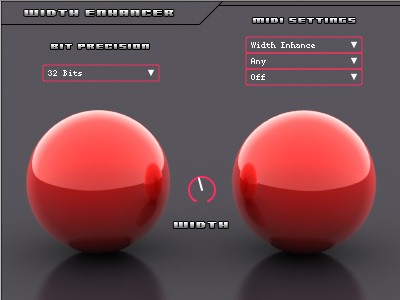 WIDTH ENHANCER
MIDI SETTINGS
BIT PRECISION
Width Enhance
Any
32 Bits
Off
WIDTH